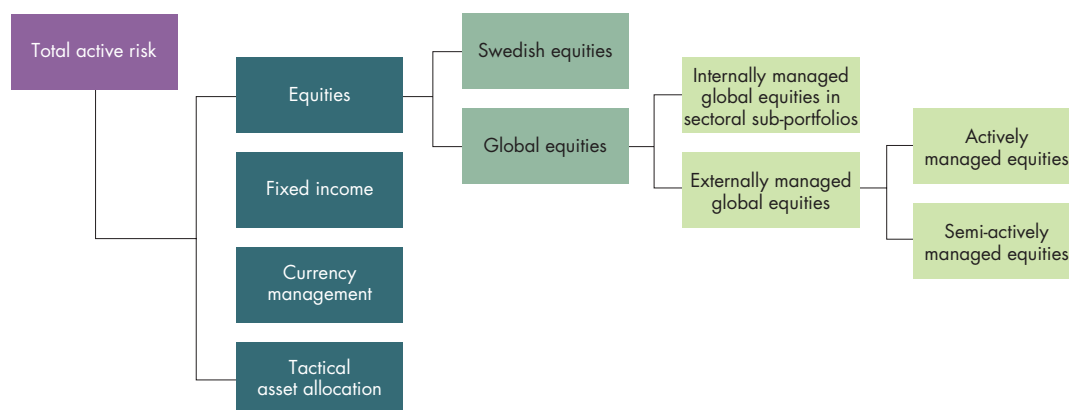 Total active risk
Equities
Fixed income
Currency
management
Tactical
asset allocation
Swedish equities
Global equities
Internally managed
global equities in
sectoral sub-portfolios
Externally managed
global equities
Actively
managed equities
Semi-actively
managed equities